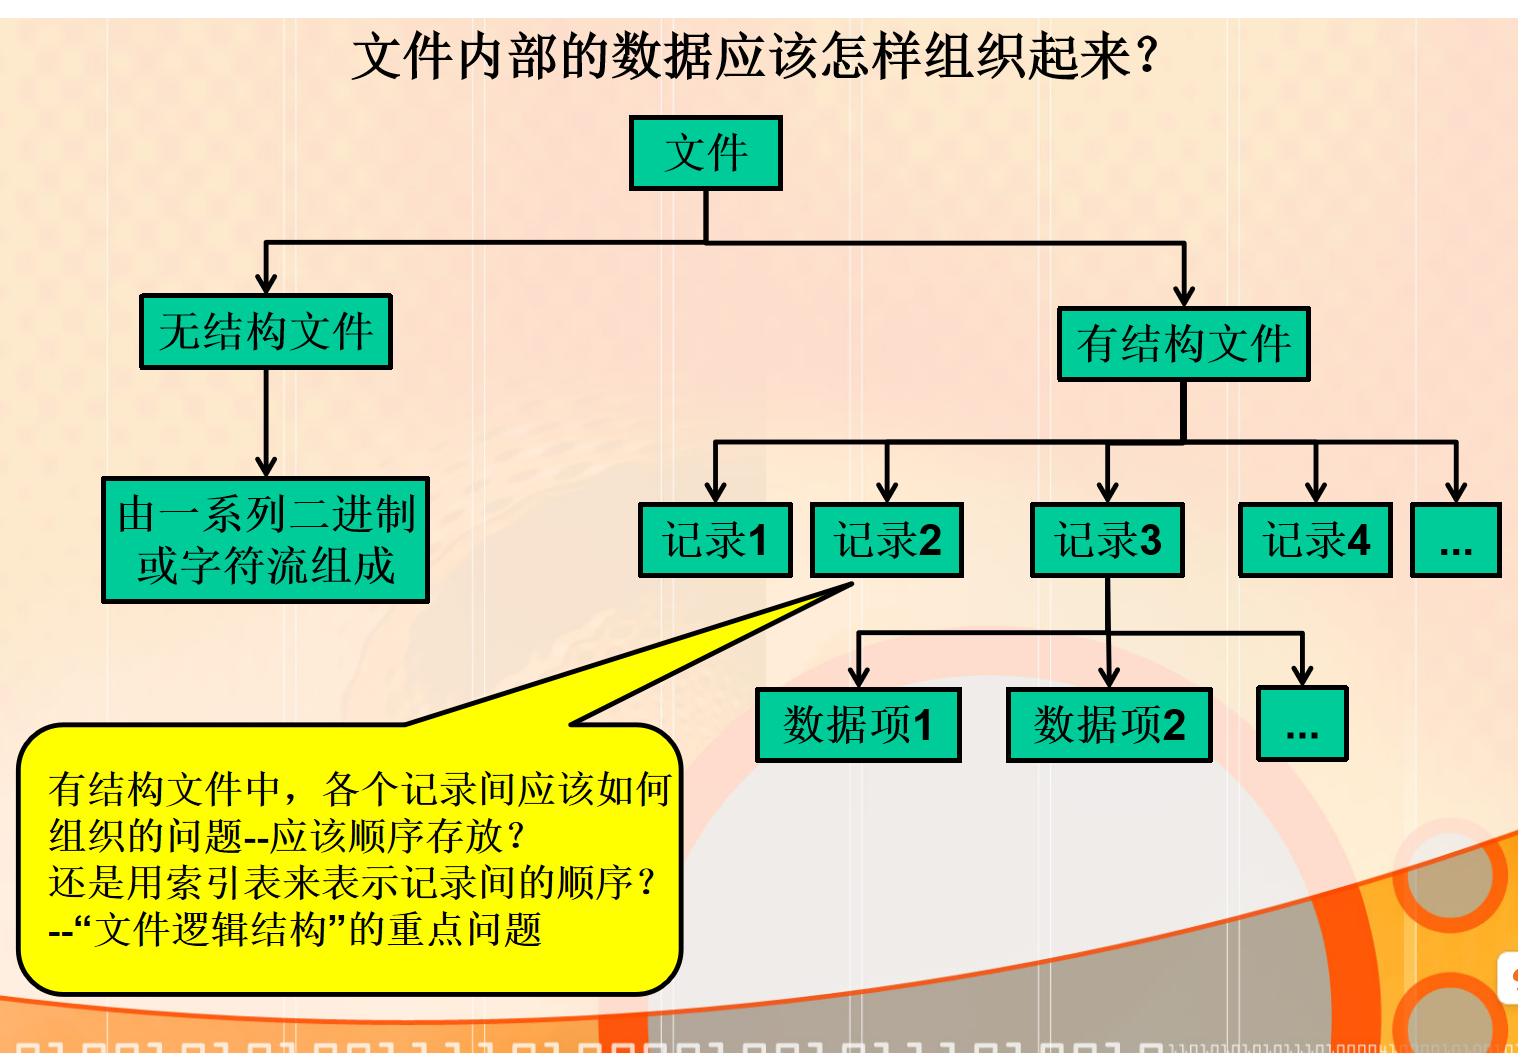 文件内部的数据应该怎样组织起来？
文件
无结构文件
有结构文件
由一系列二进制
或字符流组成
记录1
记录2
记录3
记录4
...
数据项1
数据项2
...
有结构文件中，各个记录间应该如何
组织的问题--应该顺序存放？
还是用索引表来表示记录间的顺序？
--“文件逻辑结构”的重点问题